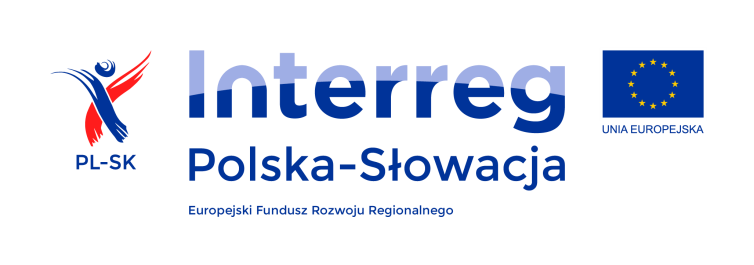 PL-SK
Interreg
Polska-Słowacja
Europejski Fundusz Rozwoju Regionalnego
UNIA EUROPEJSKA